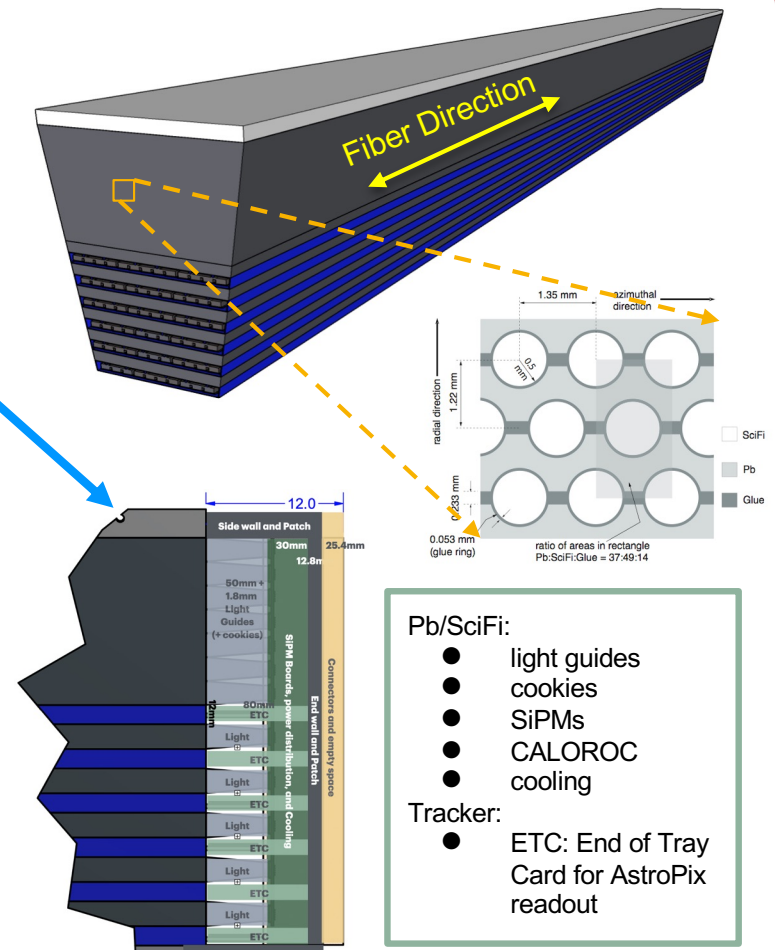 Fiber Direction
1.35 mm
azimuthal
direction
0.5
mm
radial direction
1.22 mm
SciFi
Pb
Glue
0.233 mm
0.053 mm
(glue ring)
ratio of areas in rectangle
Pb:SciFi:Glue = 37:49:14
12.0
Side wall and Patch
30mm
25.4mm
12.8m
50mm +
1.8mm
Light
Guides
(+ cookies)
SiPM Boards, power distribution, and Cooling
End wall and Patch
Connectors and empty space
12mm
80mm
ETC
Light
ETC
Light
ETC
Light
ETC
Light
ETC
Light
ETC
Pb/SciFi:
● light guides
● cookies
● SiPMs
● CALOROC
● cooling
Tracker:
● ETC: End of Tray
Card for AstroPix
readout